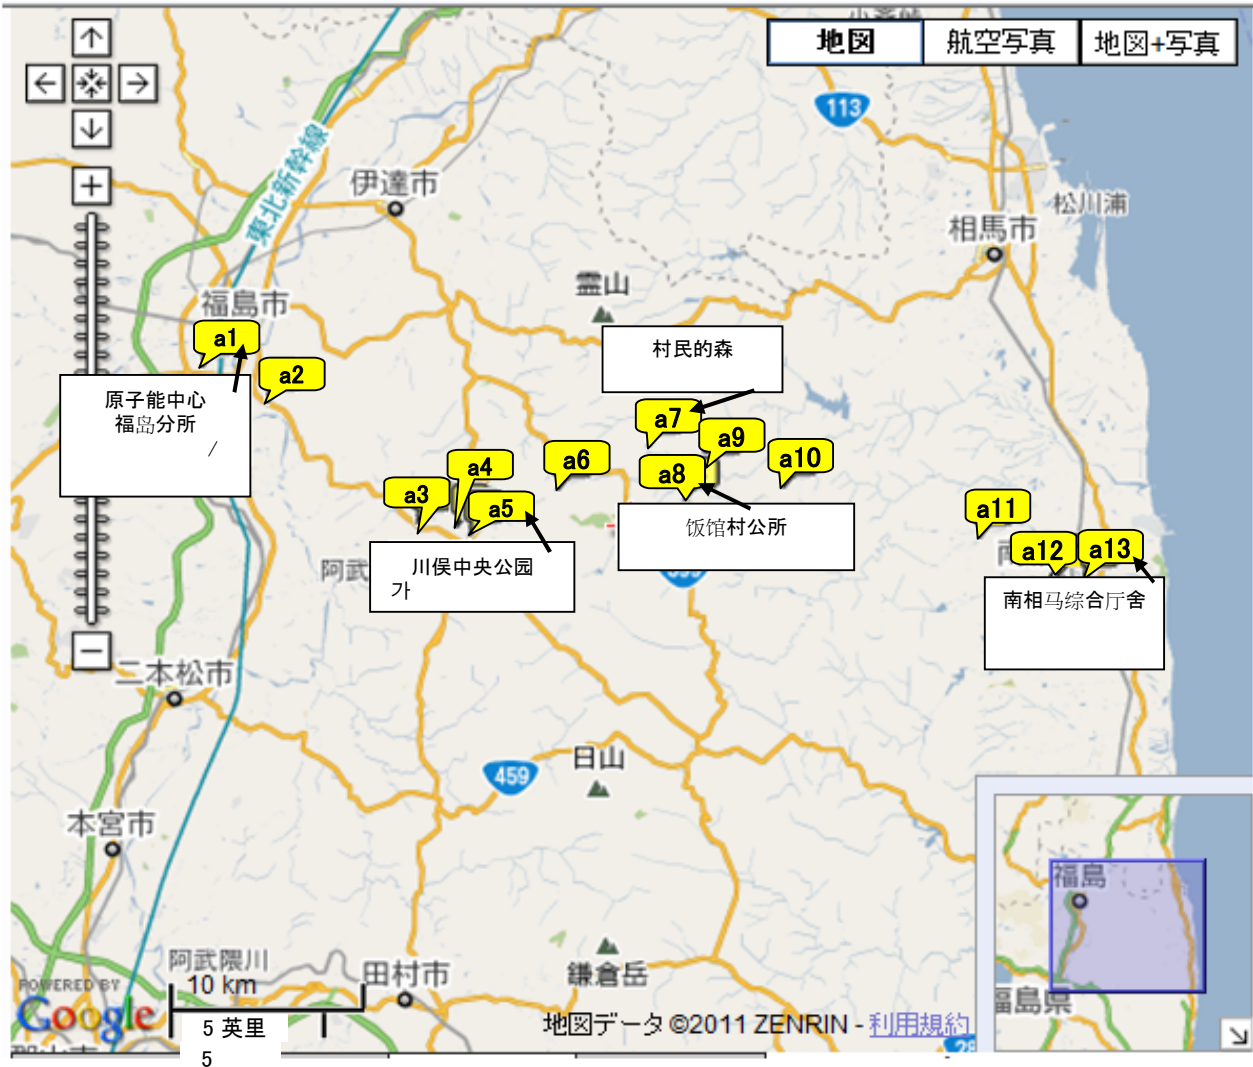 地図 航空写真 地図+写真
113
東北新幹線
伊達市
松川浦
相馬市
霊山
福島市
a1
a2
村民的森
原子能中心
福岛分所
/
a7
a9
a4
a6
a10
a8
a3
a5
a11
饭馆村公所
a12 a13
阿武
川俣中央公园
가
南相马综合厅舍
二本松市
日山
459
本宮市
福島
阿武隈川
10 km
田村市
鎌倉岳
福島県
POWERED BY
Google
5 英里
地図データ ©2011 ZENRIN - 利用規約
5